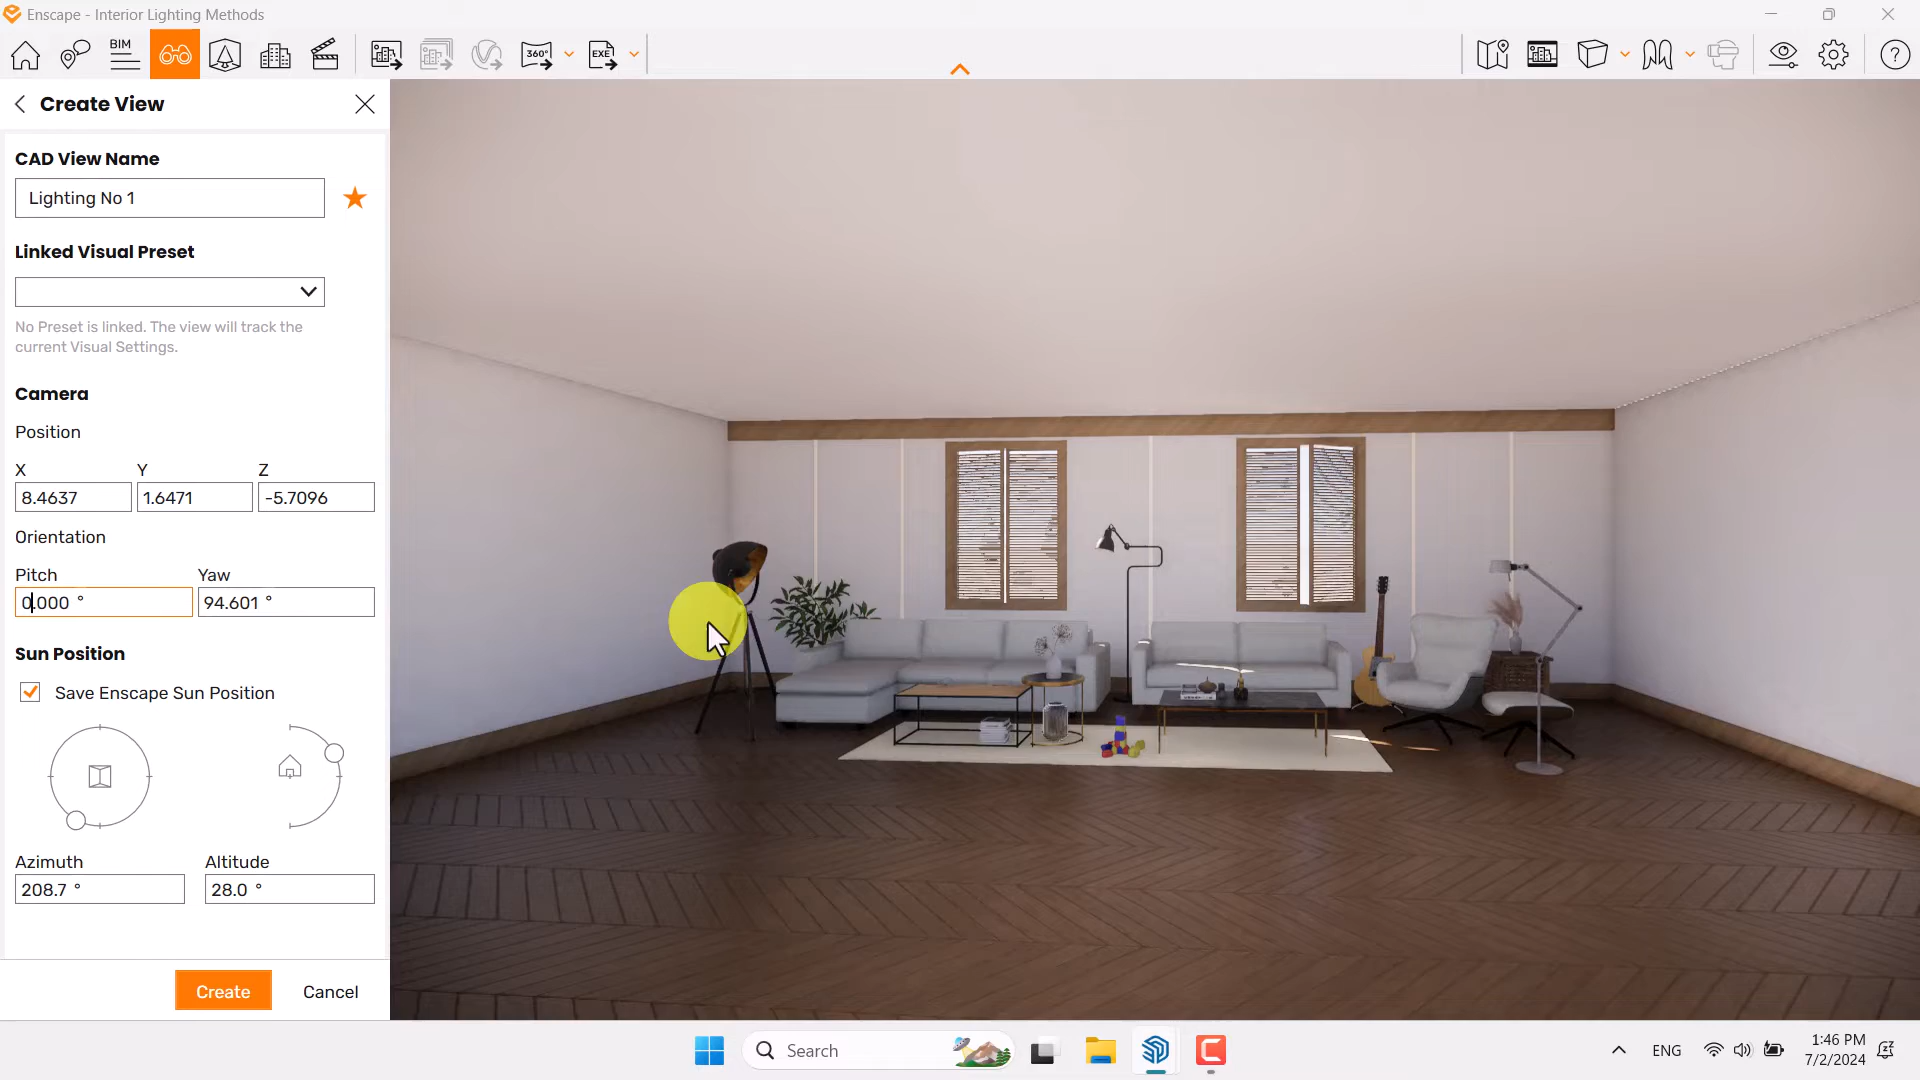 Enscape - Interior Lighting Methods
BIM
360°
EXE
Create View
CAD View Name
Lighting No 1
Linked Visual Preset
No Preset is linked. The view will track the
current Visual Settings.
Camera
Position
X Y Z
8.4637 1.6471 -5.7096
Orientation
Pitch Yaw
0.000 ° 94.601 °
Sun Position
Save Enscape Sun Position
Azimuth Altitude
208.7 ° 28.0 °
Create Cancel
Search
ENG
1:46 PM
7/2/2024